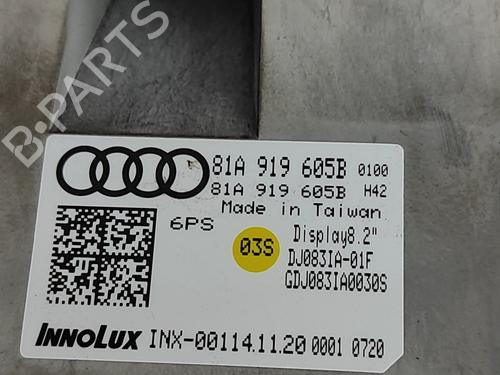 B-PARTS
81A 919 605B 0100
81A 919 605B H42
Made in Taiwan
6PS
03S
Display8.2"
DJ083IA-01F
GDJ083IA0030S
INNOLUX INX-00114.11.20 0001 0720